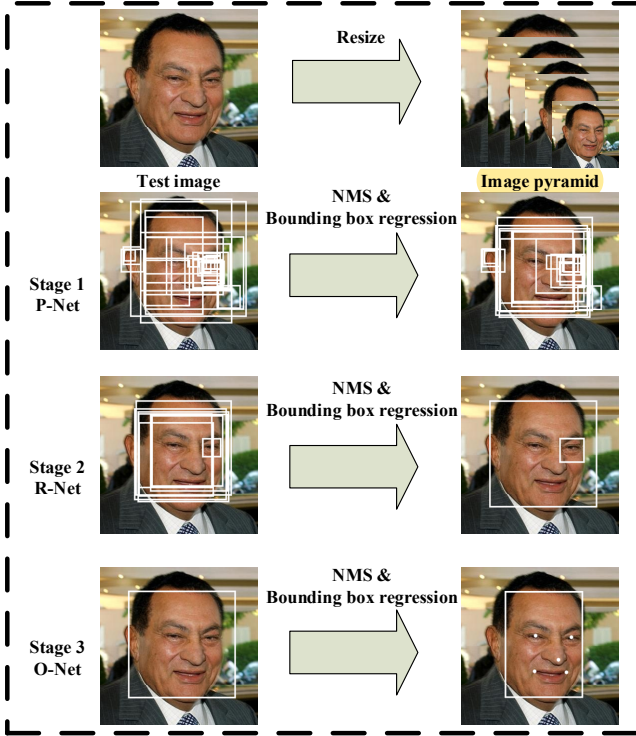 Resize
Test image
Image pyramid
NMS &
Bounding box regression
Stage 1
P-Net
NMS &
Bounding box regression
Stage 2
R-Net
NMS &
Bounding box regression
Stage 3
O-Net